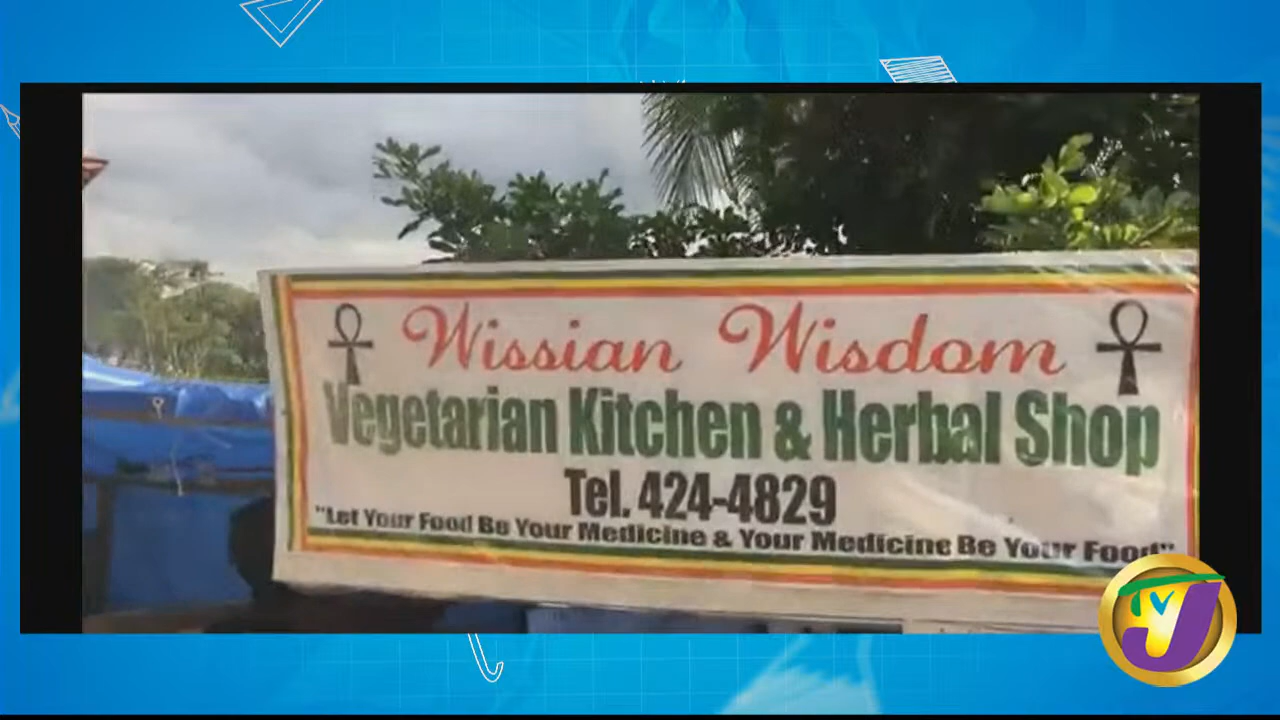 Wissian Wisdom
Vegetarian Kitchen & Herbal Shop
Tel. 424-4829
"Let Your Food Be Your Medicine & Your Medicine Be Your Food"
TVJ